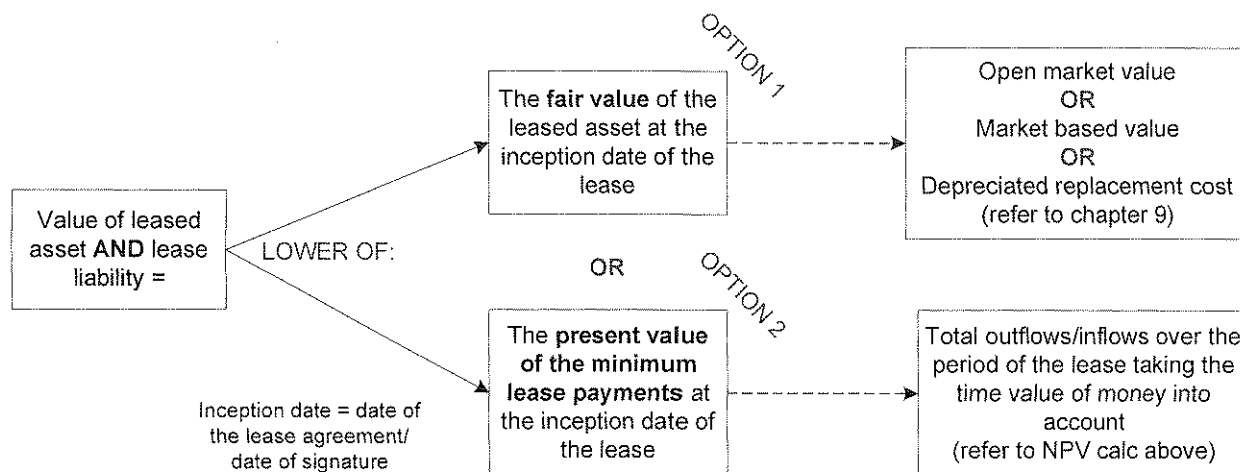 Value of leased
asset AND lease
liability =
LOWER OF:
OPTION 1
The fair value of the
leased asset at the
inception date of the
lease
Open market value
OR
Market based value
OR
Depreciated replacement cost
(refer to chapter 9)
OR
OPTION 2
The present value
of the minimum
lease payments at
the inception date of
the lease
Total outflows/inflows over the
period of the lease taking the
time value of money into
account
(refer to NPV calc above)
Inception date = date of
the lease agreement/
date of signature